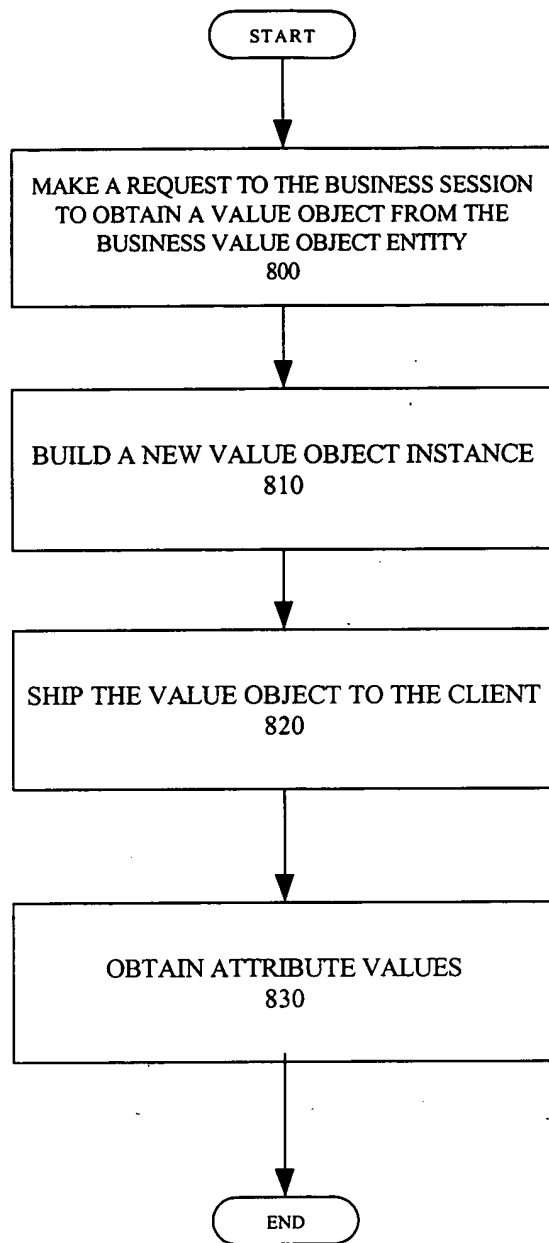 START
MAKE A REQUEST TO THE BUSINESS SESSION
TO OBTAIN A VALUE OBJECT FROM THE
BUSINESS VALUE OBJECT ENTITY
800
BUILD A NEW VALUE OBJECT INSTANCE
810
SHIP THE VALUE OBJECT TO THE CLIENT
820
OBTAIN ATTRIBUTE VALUES
830
END